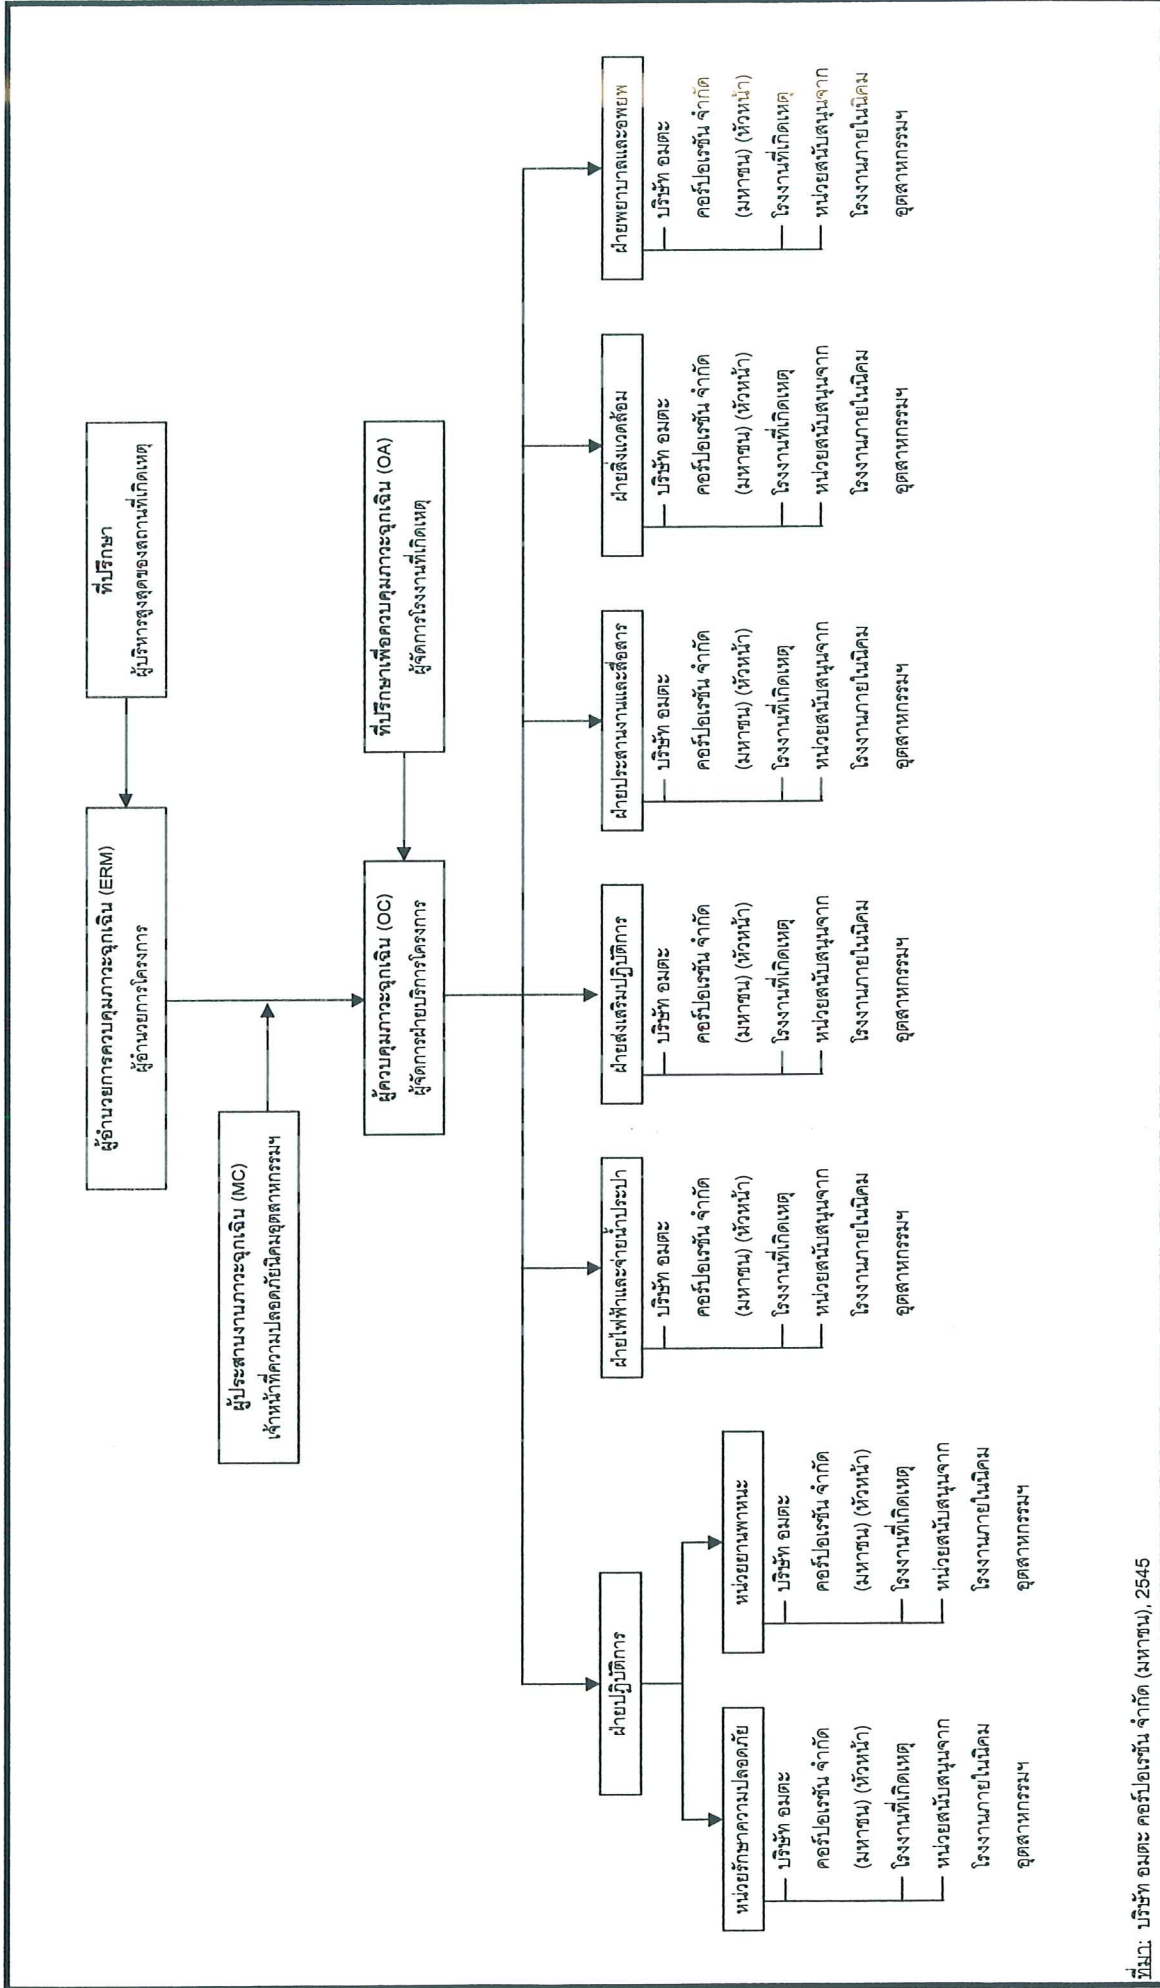 ที่ปรึกษา
ผู้บริหารสูงสุดของสถานที่เกิดเหตุ
ผู้อำนวยการควบคุมภาวะฉุกเฉิน (ERM)
ผู้อำนวยการโครงการ
ผู้ประสานงานภาวะฉุกเฉิน (MC)
เจ้าหน้าที่ความปลอดภัยนิคมอุตสาหกรรมฯ
ที่ปรึกษาเพื่อควบคุมภาวะฉุกเฉิน (OA)
ผู้จัดการโรงงานที่เกิดเหตุ
ผู้ควบคุมภาวะฉุกเฉิน (OC)
ผู้จัดการฝ่ายบริการโครงการ
ฝ่ายปฏิบัติการ
หน่วยรักษาความปลอดภัย
บริษัท อมตะ
คอร์ปอเรชัน จำกัด
(มหาชน) (หัวหน้า)
โรงงานที่เกิดเหตุ
หน่วยสนับสนุนจาก
โรงงานภายในนิคม
อุตสาหกรรมฯ
หน่วยยานพาหนะ
บริษัท อมตะ
คอร์ปอเรชัน จำกัด
(มหาชน) (หัวหน้า)
โรงงานที่เกิดเหตุ
หน่วยสนับสนุนจาก
โรงงานภายในนิคม
อุตสาหกรรมฯ
ฝ่ายไฟฟ้าและจ่ายน้ำประปา
บริษัท อมตะ
คอร์ปอเรชัน จำกัด
(มหาชน) (หัวหน้า)
โรงงานที่เกิดเหตุ
หน่วยสนับสนุนจาก
โรงงานภายในนิคม
อุตสาหกรรมฯ
ฝ่ายส่งเสริมปฏิบัติการ
บริษัท อมตะ
คอร์ปอเรชัน จำกัด
(มหาชน) (หัวหน้า)
โรงงานที่เกิดเหตุ
หน่วยสนับสนุนจาก
โรงงานภายในนิคม
อุตสาหกรรมฯ
ฝ่ายประสานงานและสื่อสาร
บริษัท อมตะ
คอร์ปอเรชัน จำกัด
(มหาชน) (หัวหน้า)
โรงงานที่เกิดเหตุ
หน่วยสนับสนุนจาก
โรงงานภายในนิคม
อุตสาหกรรมฯ
ฝ่ายสิ่งแวดล้อม
บริษัท อมตะ
คอร์ปอเรชัน จำกัด
(มหาชน) (หัวหน้า)
โรงงานที่เกิดเหตุ
หน่วยสนับสนุนจาก
โรงงานภายในนิคม
อุตสาหกรรมฯ
ฝ่ายพยาบาลและอพยพ
บริษัท อมตะ
คอร์ปอเรชัน จำกัด
(มหาชน) (หัวหน้า)
โรงงานที่เกิดเหตุ
หน่วยสนับสนุนจาก
โรงงานภายในนิคม
อุตสาหกรรมฯ
ที่มา: บริษัท อมตะ คอร์ปอเรชัน จำกัด (มหาชน), 2545